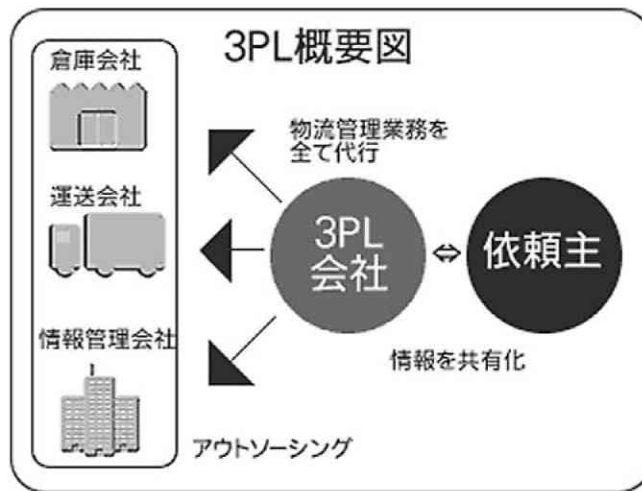 3PL概要図
倉庫会社
運送会社
情報管理会社
物流管理業務を
全て代行
3PL
会社
⇔
依頼主
情報を共有化
アウトソーシング